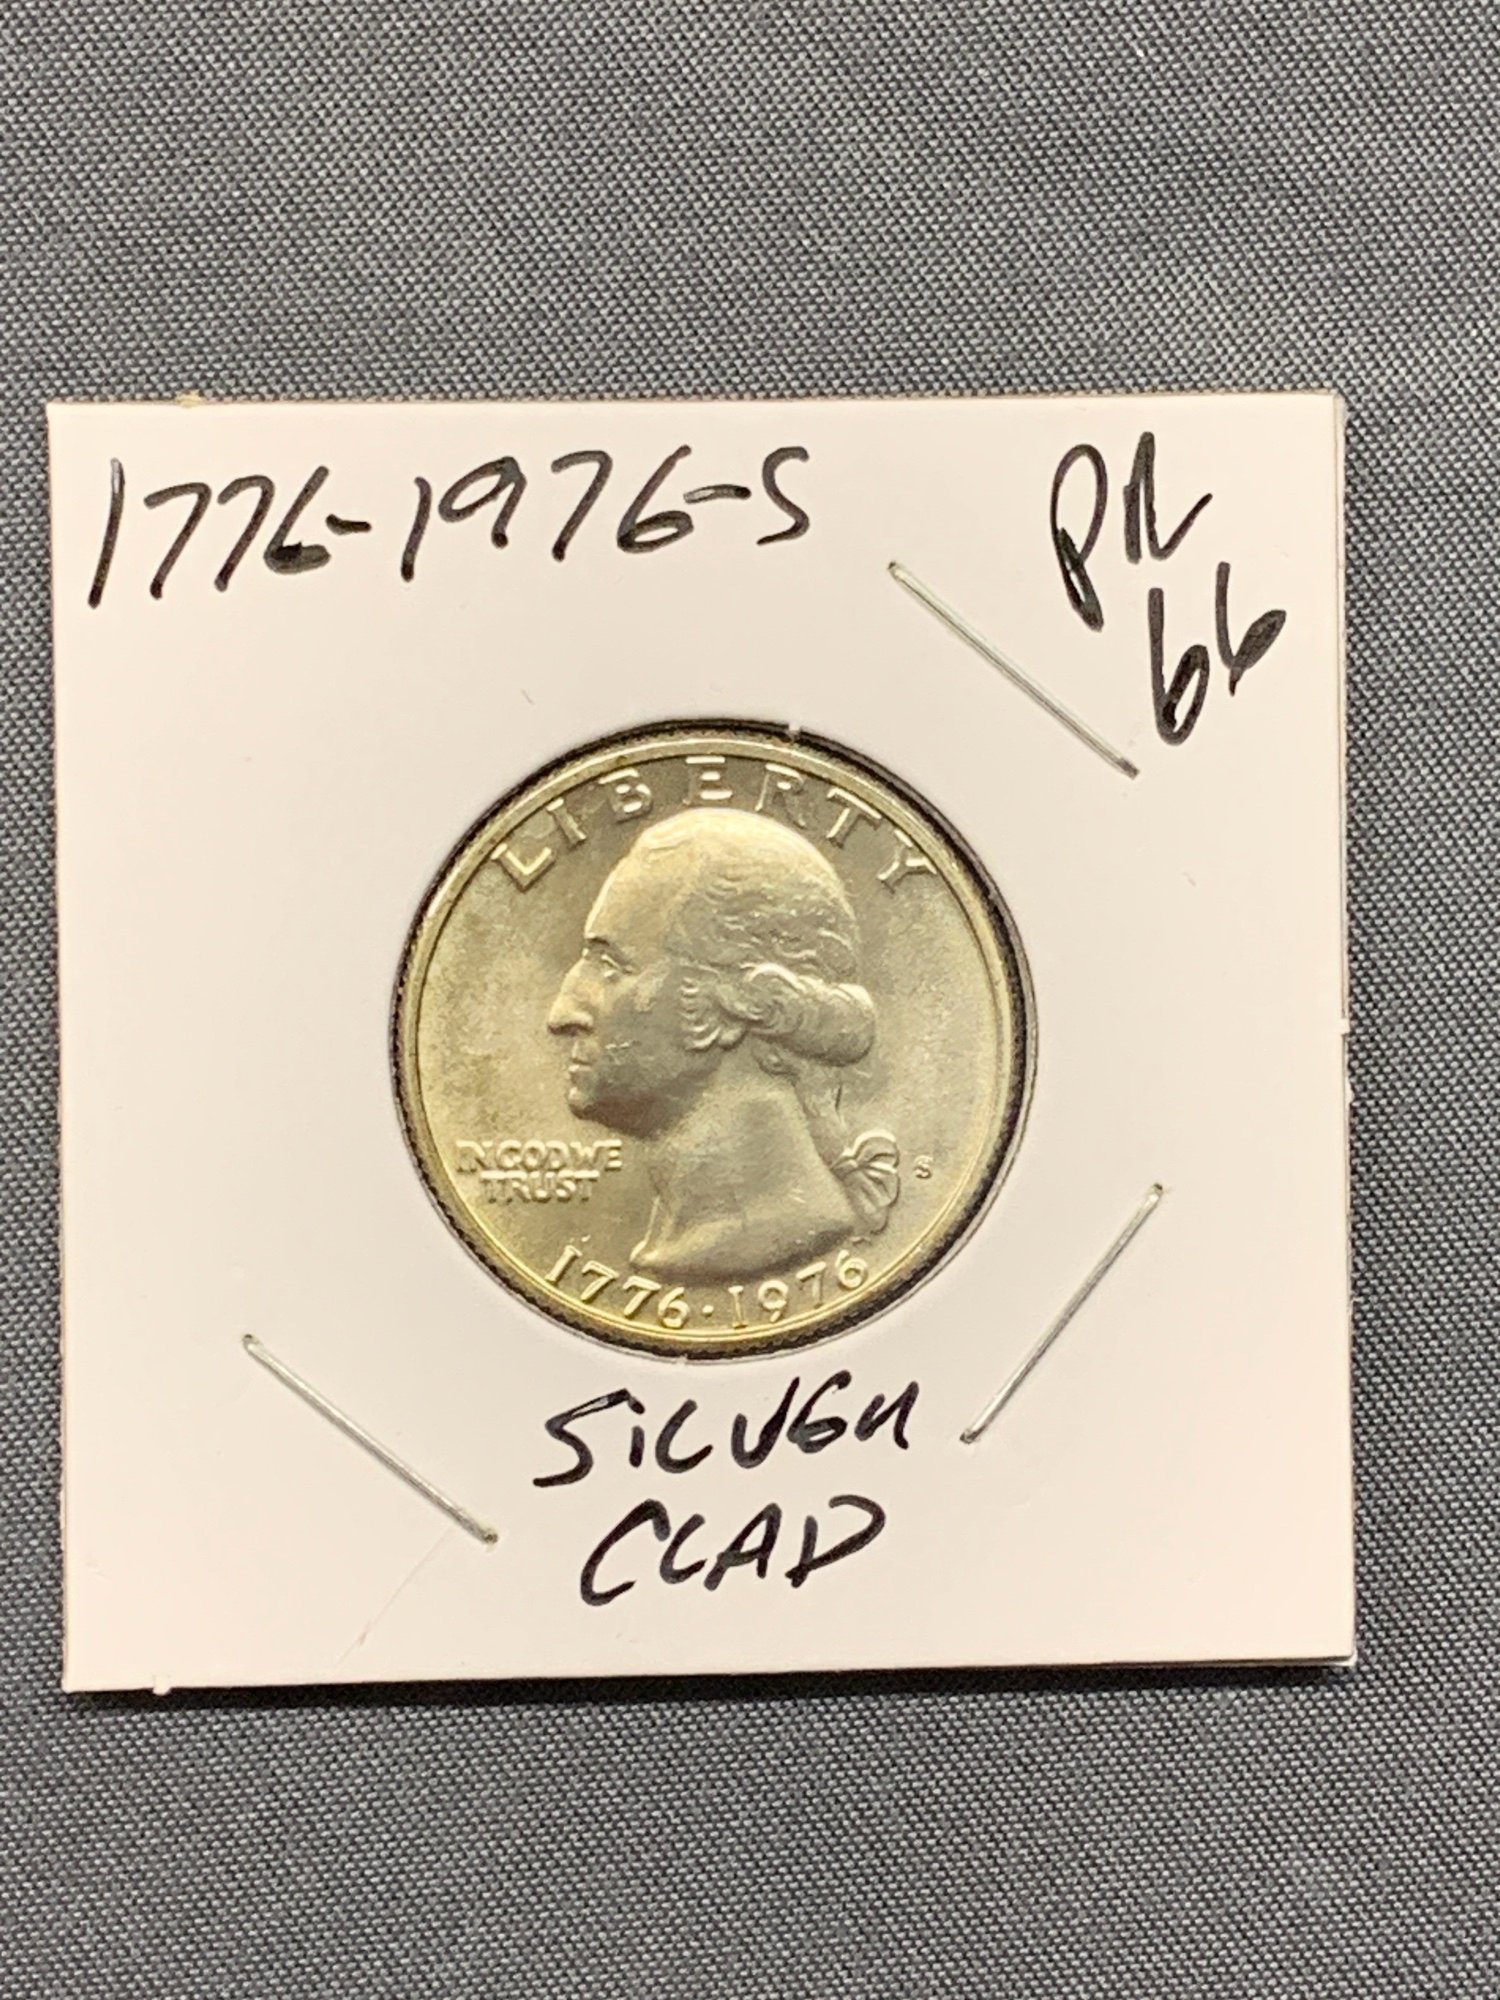 1776-1976-S
PR
66
LIBERTY
IN GOD WE
TRUST
S
1776·1976
SILVER
CLAD